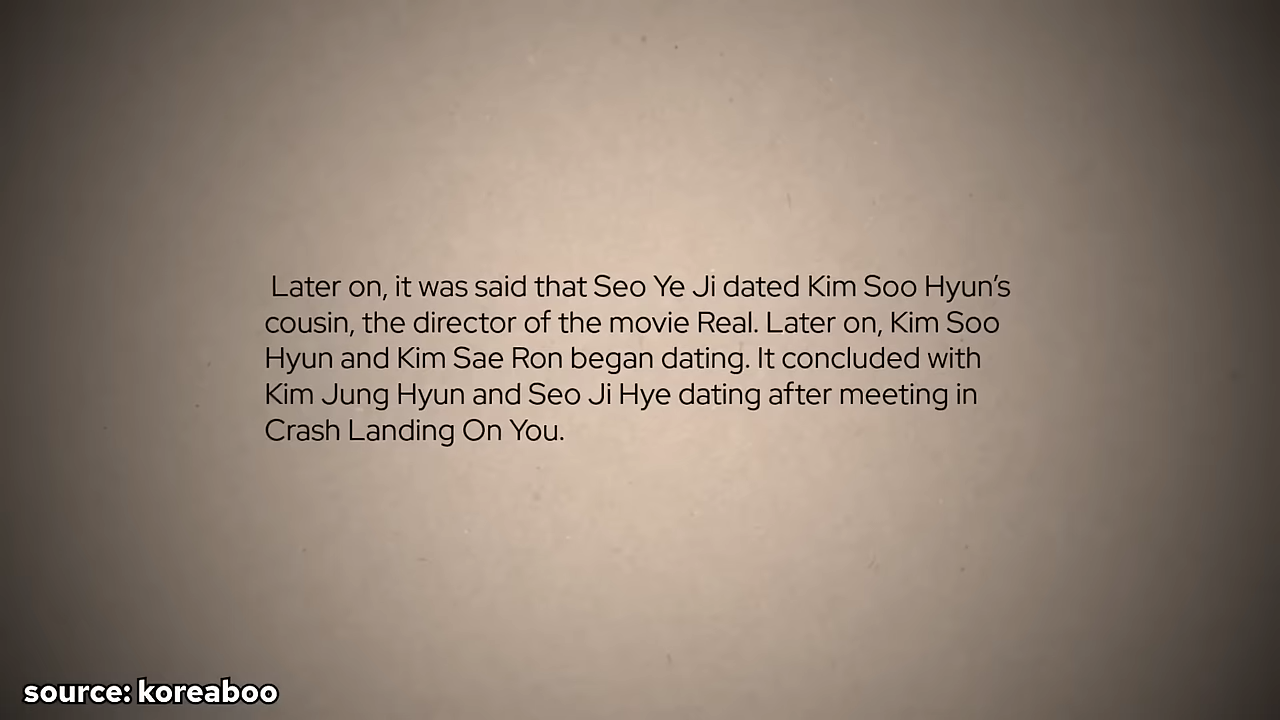 Later on, it was said that Seo Ye Ji dated Kim Soo Hyun’s
cousin, the director of the movie Real. Later on, Kim Soo
Hyun and Kim Sae Ron began dating. It concluded with
Kim Jung Hyun and Seo Ji Hye dating after meeting in
Crash Landing On You.
source: koreaboo